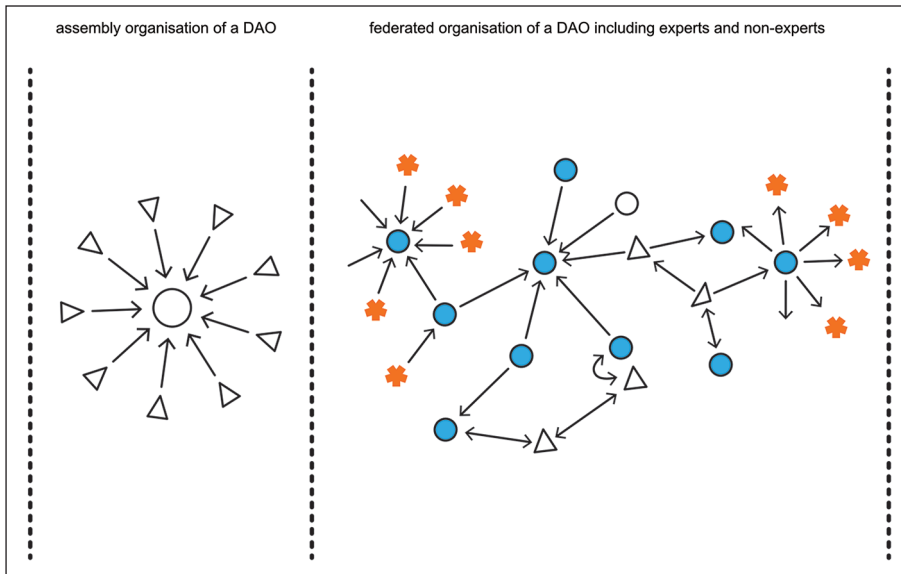 assembly organisation of a DAO
federated organisation of a DAO including experts and non-experts